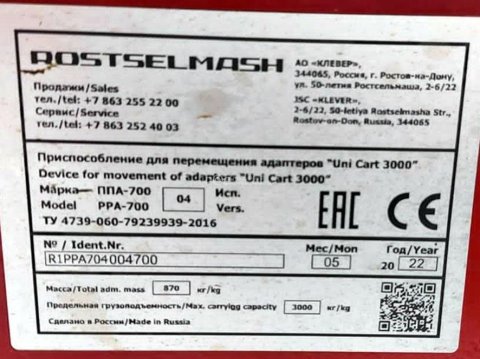 ROSTSELMASH
АО «КЛЕВЕР»
344065, Россия, г. Ростов-на-Дону,
ул. 50-летия Ростсельмаша, 2-6/22
JSC «KLEVER»
2-6/22, 50-letiya Rostselmasha Str.,
Rostov-on-Don, Russia, 344065
Продажи/Sales
тел./tel: +7 863 255 22 00
Сервис/Service
тел./tel: +7 863 252 40 03
Приспособление для перемещения адаптеров "Uni Cart 3000"
Device for movement of adapters "Uni Cart 3000"
Марка ППА-700 04 Исп.
Model PPA-700 Vers.
ТУ 4739-060-79239939-2016
EAC CE
№ / Ident.Nr. Мес/Mon Год/Year
R1PPA704004700 05 20 22
Масса/Total adm. mass 870 кг/kg
Предельная грузоподъемность/Max. carryigg capacity 3000 кг/kg
Сделано в России/Made in Russia